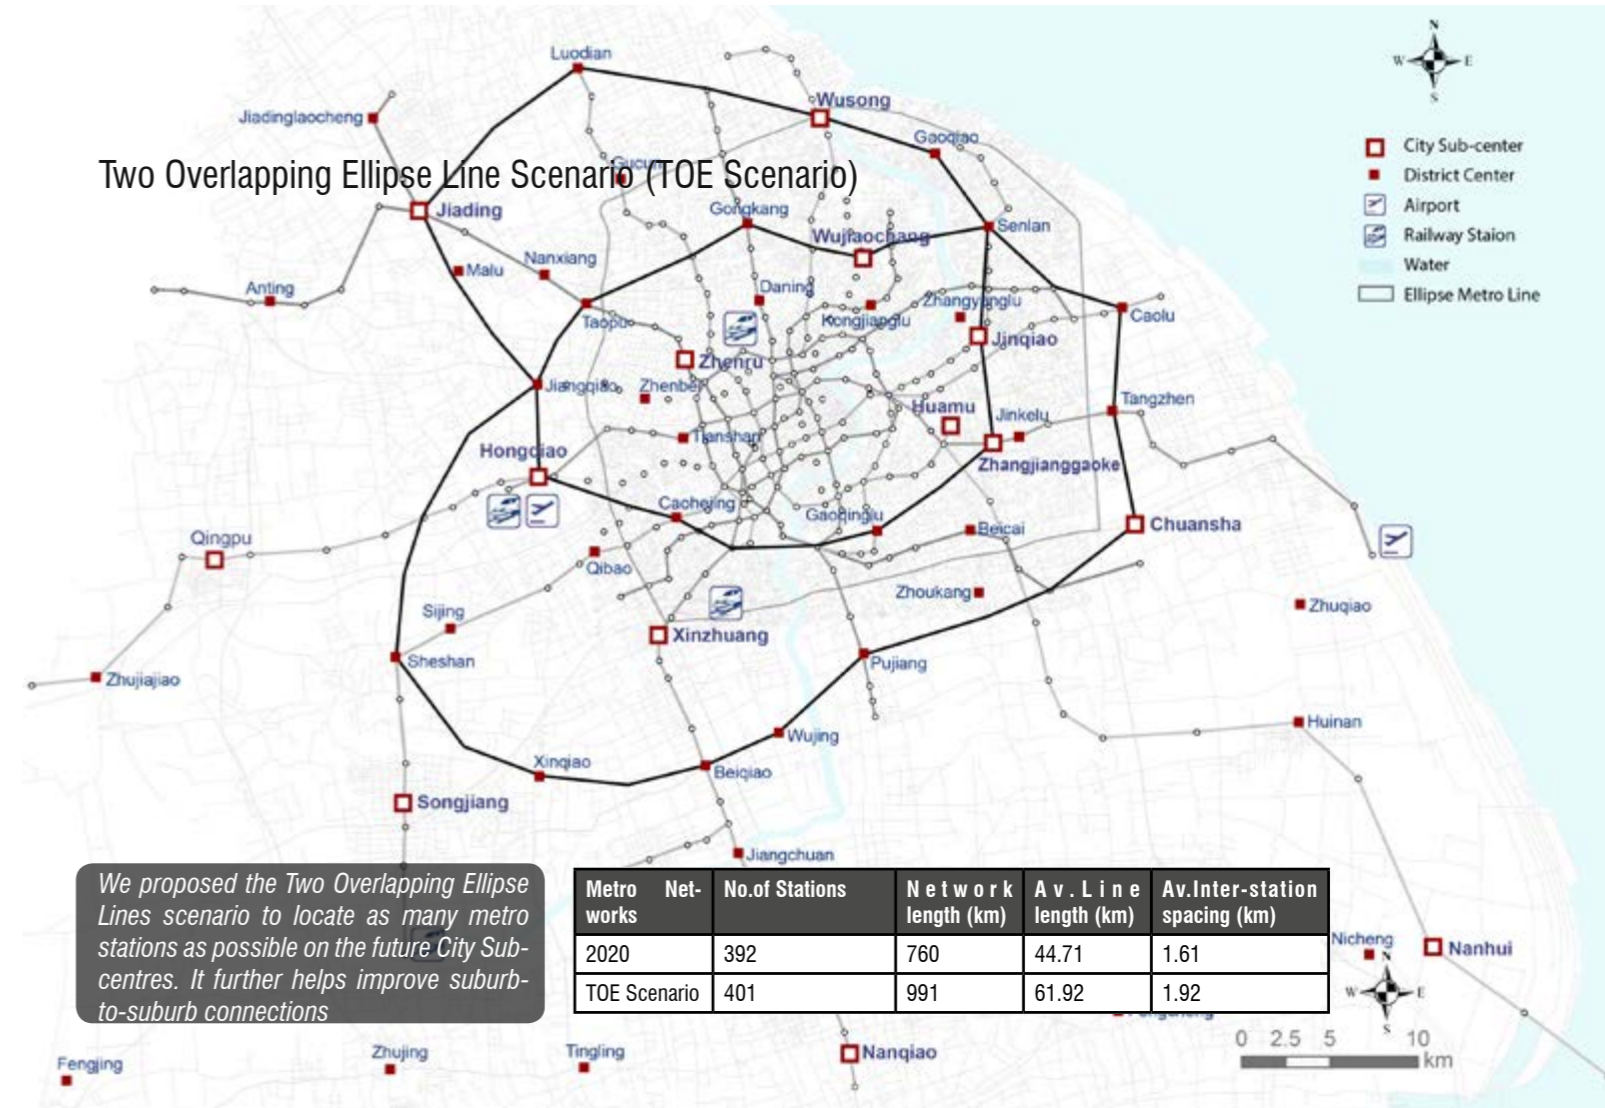 N
W E
S
Luodian
Wusong
Jiadinglaocheng
Gaoqiao
City Sub-center
District Center
Gucun
Two Overlapping Ellipse Line Scenario (TOE Scenario)
Airport
Jiading
Gongkang
Senlan
Wujiaochang
Railway Staion
Nanxiang
Malu
Water
Anting
Daning
Zhangyanglu
Ellipse Metro Line
Taopu
Kongjianglu
Caolu
Jinqiao
Zhenru
Jiangqiao
Zhenbei
Tangzhen
Huamu
Jinkelu
Tianshan
Hongqiao
Zhangjianggaoke
Caohejing
Gaoqinglu
Beicai
Chuansha
Qingpu
Qibao
Zhoukang
Zhuqiao
Sijing
Xinzhuang
Sheshan
Pujiang
Zhujiajiao
Huinan
Wujing
Xinqiao
Beiqiao
Songjiang
Jiangchuan
We proposed the Two Overlapping Ellipse
Lines scenario to locate as many metro
stations as possible on the future City Sub-
centres. It further helps improve suburb-
to-suburb connections
Metro Net- No.of Stations Network Av.Line Av.Inter-station
works length (km) length (km) spacing (km)
2020 392 760 44.71 1.61
TOE Scenario 401 991 61.92 1.92
Nicheng
Nanhui
N
W E
S
0 2.5 5 10
km
Nanqiao
Zhujing
Tingling
Fengjing